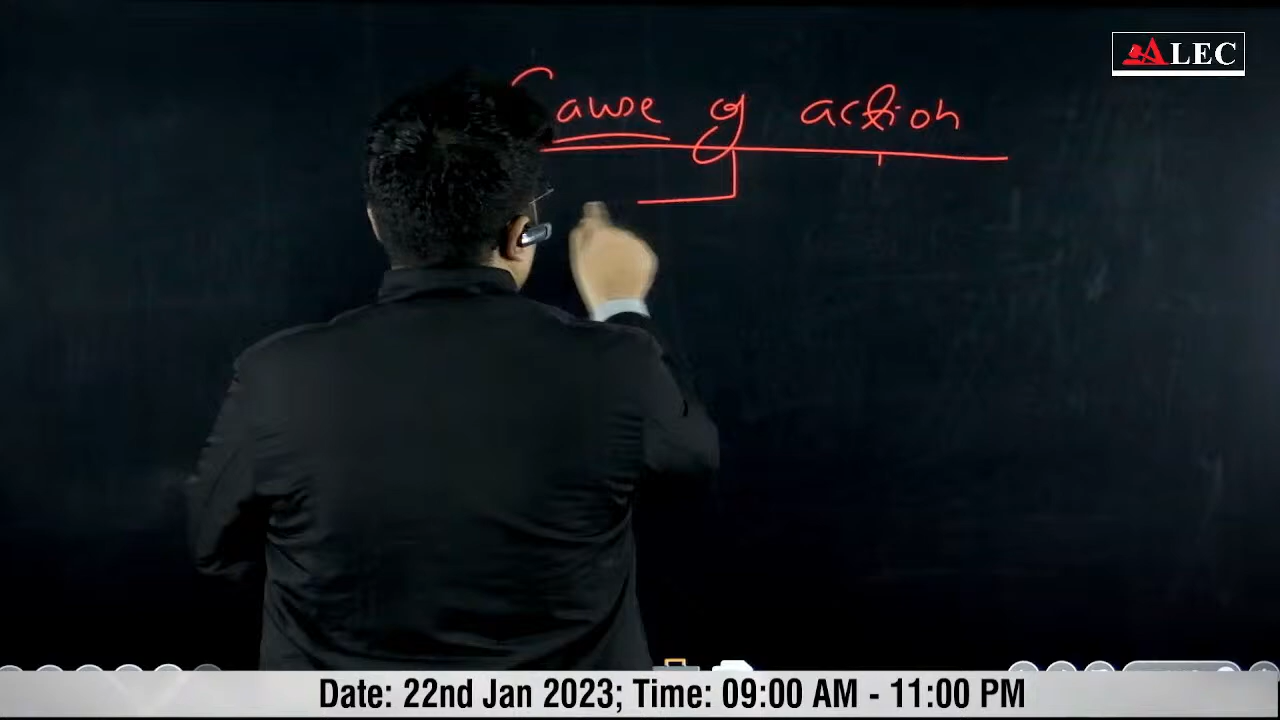 ALEC
Cause of action
Date: 22nd Jan 2023; Time: 09:00 AM - 11:00 PM